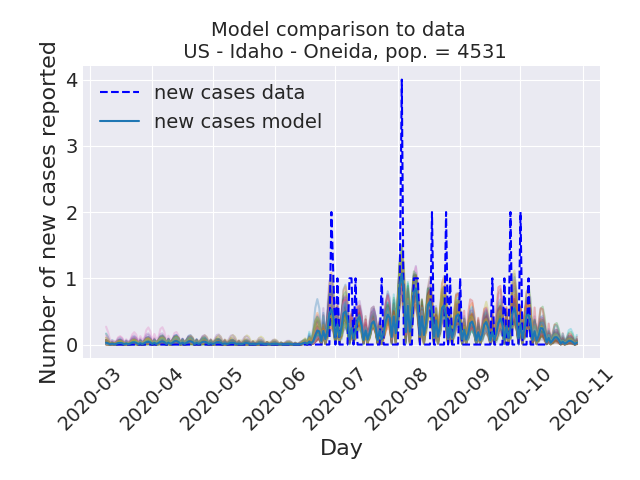 Model comparison to data
US - Idaho - Oneida, pop. = 4531
Number of new cases reported
4
3
2
1
0
new cases data
new cases model
2020-03
2020-04
2020-05
2020-06
2020-07
2020-08
2020-09
2020-10
2020-11
Day